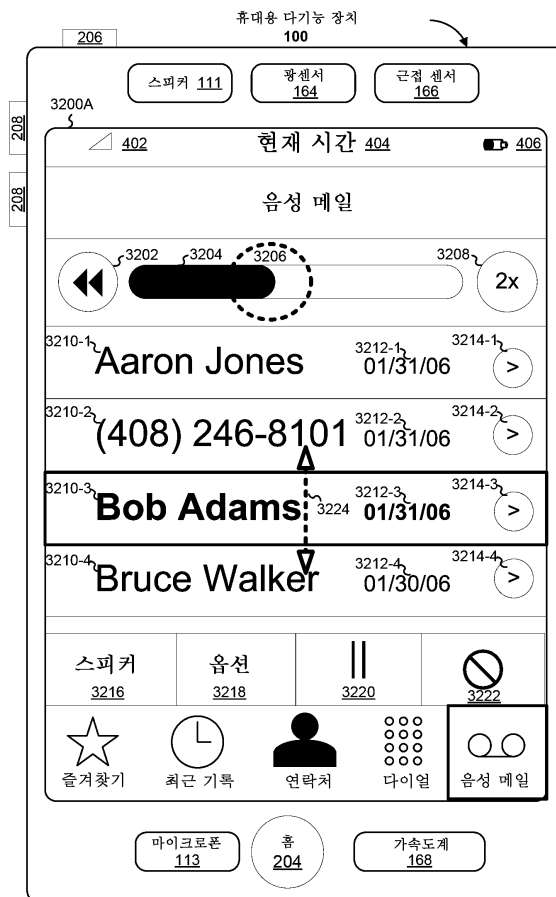 휴대용 다기능 장치
100
206
스피커 111
광센서
164
근접 센서
166
3200A
208
208
402
현재 시간 404
406
음성 메일
3202
3204
3206
3208
2x
3210-1
Aaron Jones
3212-1
01/31/06
3214-1
>
3210-2
(408) 246-8101
3212-2
01/31/06
3214-2
>
3210-3
Bob Adams
3224
3212-3
01/31/06
3214-3
>
3210-4
Bruce Walker
3212-4
01/30/06
3214-4
>
스피커
3216
옵션
3218
3220
3222
즐겨찾기
최근 기록
연락처
다이얼
음성 메일
마이크로폰
113
홈
204
가속도계
168